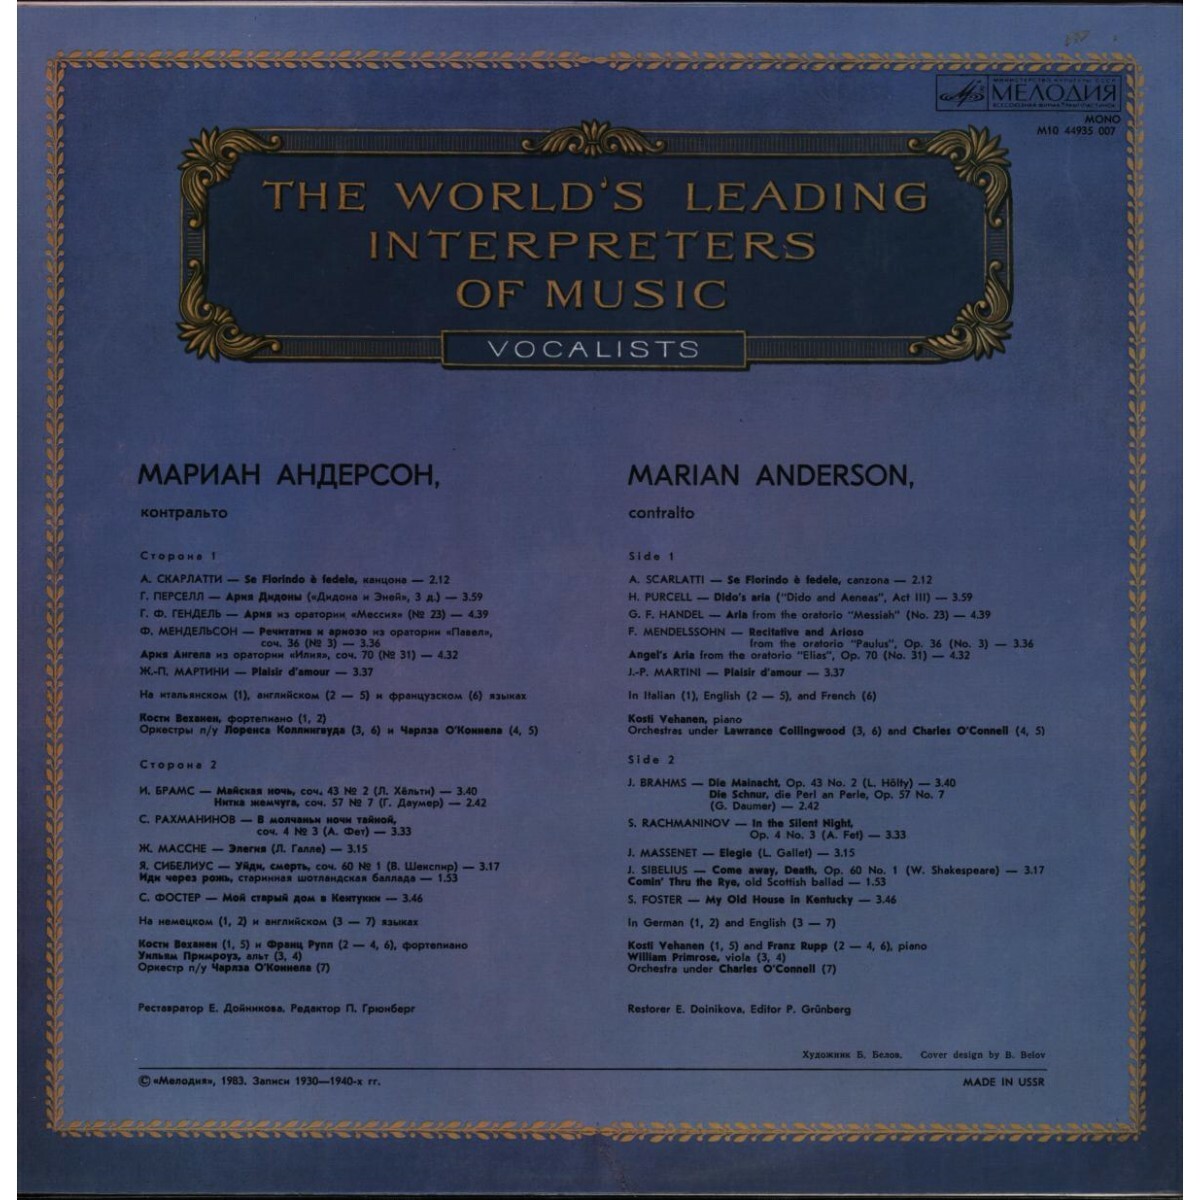 МЕЛОДИЯ
MONO
М10 44935 007
THE WORLD'S LEADING
INTERPRETERS
OF MUSIC
VOCALISTS
МАРИАН АНДЕРСОН,
контральто
Сторона 1
А. СКАРЛАТТИ — Se Florindo è fedele, канцона — 2.12
Г. ПЕРСЕЛЛ — Ария Дидоны («Дидона и Эней», 3 д.) — 3.59
Г. Ф. ГЕНДЕЛЬ — Ария из оратории «Мессия» (№ 23) — 4.39
Ф. МЕНДЕЛЬСОН — Речитатив и ариозо из оратории «Павел»,
соч. 36 (№ 3) — 3.36
Ария Ангела из оратории «Илия», соч. 70 (№ 31) — 4.32
Ж.-П. МАРТИНИ — Plaisir d'amour — 3.37
На итальянском (1), английском (2 — 5) и французском (6) языках
Кости Веханен, фортепиано (1, 2)
Оркестры п/у Лоренса Коллингвуда (3, 6) и Чарлза О'Коннела (4, 5)
Сторона 2
И. БРАМС — Майская ночь, соч. 43 № 2 (Л. Хёльти) — 3.40
Нитка жемчуга, соч. 57 № 7 (Г. Даумер) — 2.42
С. РАХМАНИНОВ — В молчаньи ночи тайной,
соч. 4 № 3 (А. Фет) — 3.33
Ж. МАССНЕ — Элегия (Л. Галле) — 3.15
Я. СИБЕЛИУС — Уйди, смерть, соч. 60 № 1 (В. Шекспир) — 3.17
Иди через рожь, старинная шотландская баллада — 1.53
С. ФОСТЕР — Мой старый дом в Кентукки — 3.46
На немецком (1, 2) и английском (3 — 7) языках
Кости Веханен (1, 5) и Франц Рупп (2 — 4, 6), фортепиано
Уильям Примроуз, альт (3, 4)
Оркестр п/у Чарлза О'Коннела (7)
Реставратор Е. Дойникова. Редактор П. Грюнберг
MARIAN ANDERSON,
contralto
Side 1
A. SCARLATTI — Se Florindo è fedele, canzona — 2.12
H. PURCELL — Dido's aria ("Dido and Aeneas", Act III) — 3.59
G. F. HANDEL — Aria from the oratorio "Messiah" (No. 23) — 4.39
F. MENDELSSOHN — Recitative and Arioso
from the oratorio "Paulus", Op. 36 (No. 3) — 3.36
Angel's Aria from the oratorio "Elias", Op. 70 (No. 31) — 4.32
J.-P. MARTINI — Plaisir d'amour — 3.37
In Italian (1), English (2 — 5), and French (6)
Kosti Vehanen, piano
Orchestras under Lawrance Collingwood (3, 6) and Charles O'Connell (4, 5)
Side 2
J. BRAHMS — Die Mainacht, Op. 43 No. 2 (L. Hölty) — 3.40
Die Schnur, die Perl an Perle, Op. 57 No. 7
(G. Daumer) — 2.42
S. RACHMANINOV — In the Silent Night,
Op. 4 No. 3 (A. Fet) — 3.33
J. MASSENET — Elegie (L. Gallet) — 3.15
J. SIBELIUS — Come away, Death, Op. 60 No. 1 (W. Shakespeare) — 3.17
Comin' Thru the Rye, old Scottish ballad — 1.53
S. FOSTER — My Old House in Kentucky — 3.46
In German (1, 2) and English (3 — 7)
Kosti Vehanen (1, 5) and Franz Rupp (2 — 4, 6), piano
William Primrose, viola (3, 4)
Orchestra under Charles O'Connell (7)
Restorer E. Doinikova. Editor P. Grünberg
Художник Б. Белов. Cover design by B. Belov
© «Мелодия», 1983. Записи 1930—1940-х гг.
MADE IN USSR